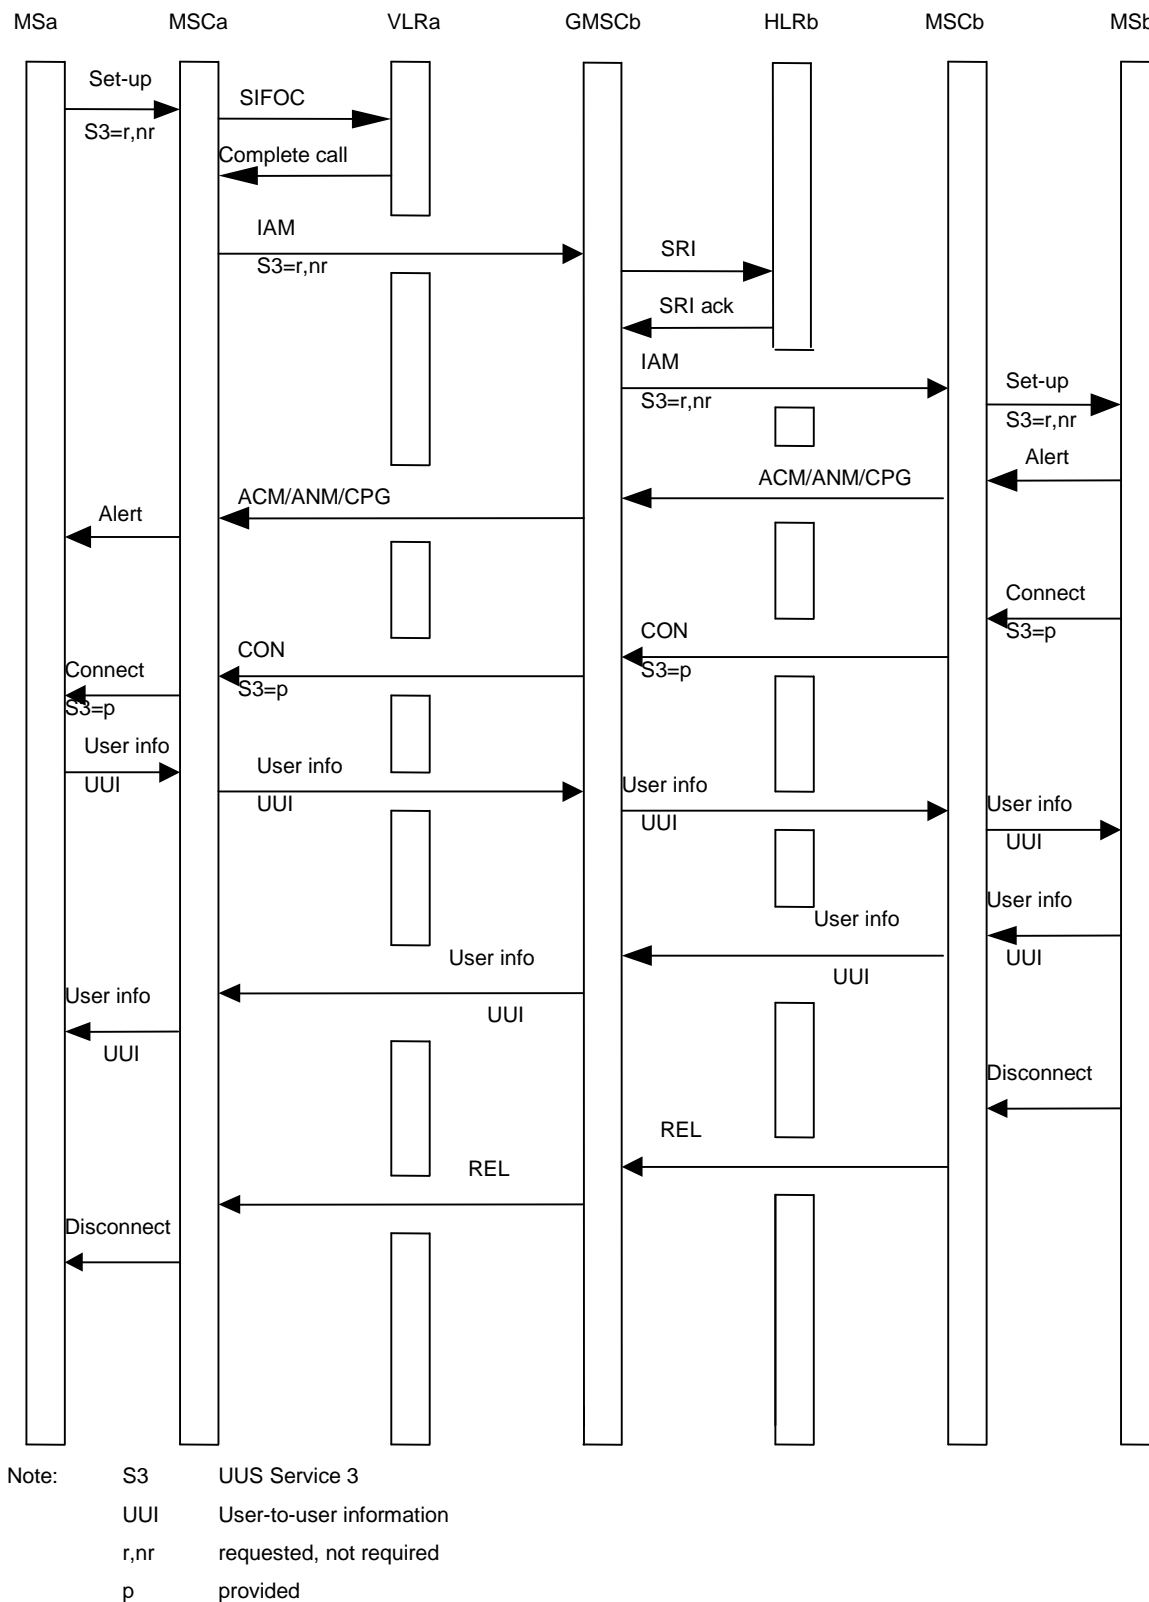 MSa MSCa VLRa GMSCb HLRb MSCb MSb
Set-up
S3=r,nr
SIFOC
Complete call
IAM
S3=r,nr
SRI
SRI ack
IAM
S3=r,nr
Set-up
S3=r,nr
Alert
ACM/ANM/CPG
ACM/ANM/CPG
Alert
Connect
S3=p
CON
S3=p
CON
S3=p
Connect
S3=p
User info
UUI
User info
UUI
User info
UUI
User info
UUI
User info
UUI
User info
UUI
User info
UUI
User info
UUI
Disconnect
REL
REL
Disconnect
Note: S3 UUS Service 3
UUI User-to-user information
r,nr requested, not required
p provided